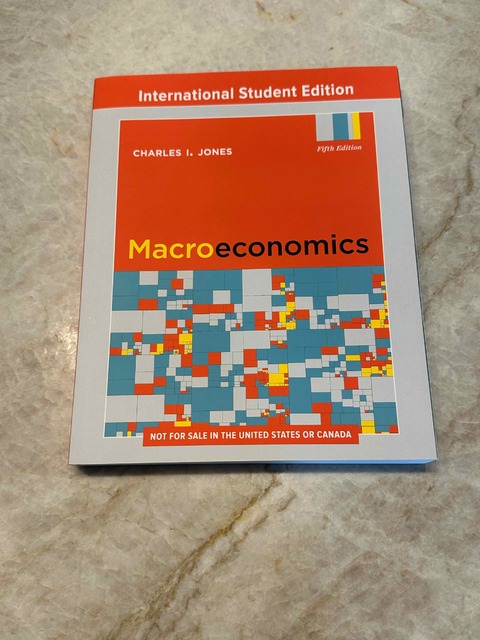 International Student Edition
CHARLES I. JONES
Fifth Edition
Macroeconomics
NOT FOR SALE IN THE UNITED STATES OR CANADA